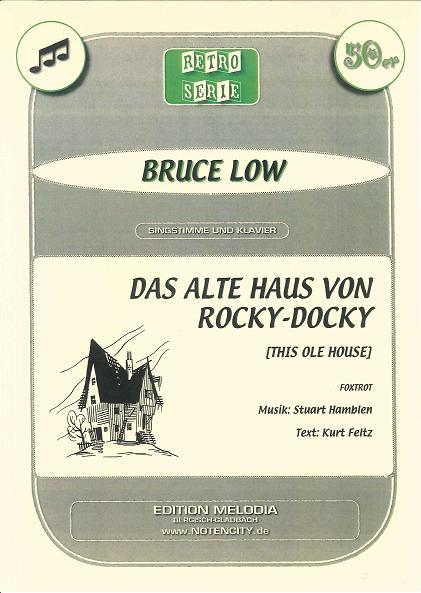 RETRO
SERIE
50er
BRUCE LOW
SINGSTIMME UND KLAVIER
DAS ALTE HAUS VON
ROCKY-DOCKY
[THIS OLE HOUSE]
FOXTROT
Musik: Stuart Hamblen
Text: Kurt Feltz
EDITION MELODIA
BERGISCH-GLADBACH
www.NOTENCITY.de